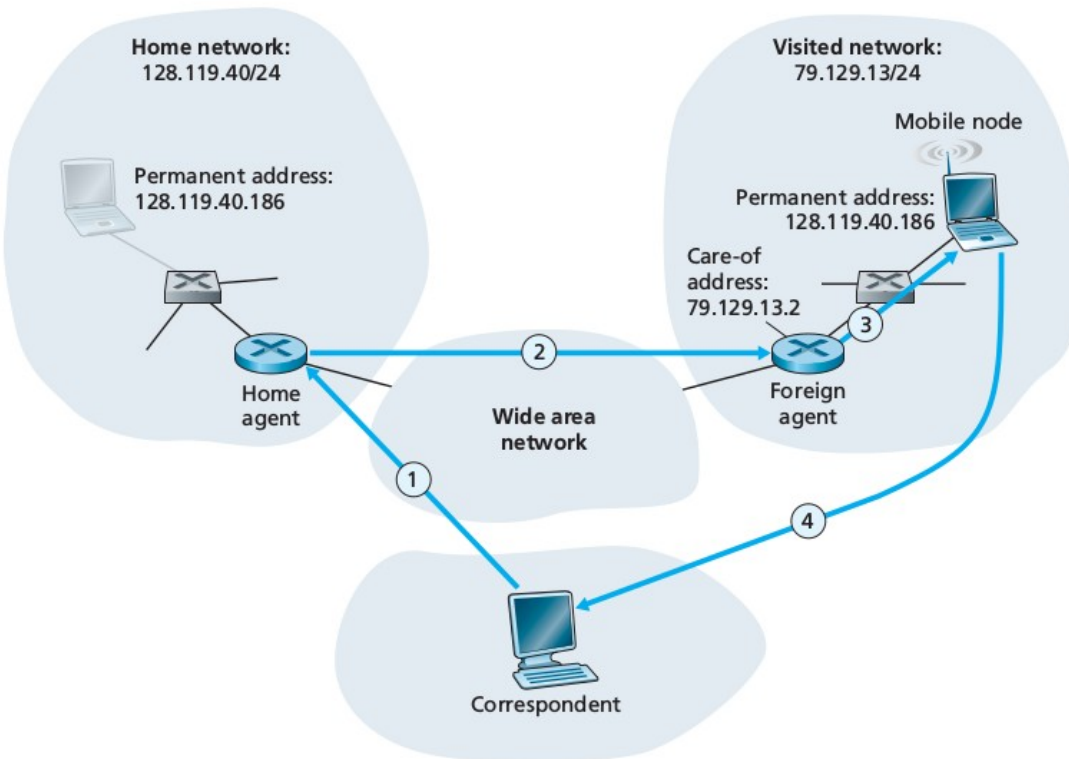 Home network:
128.119.40/24
Visited network:
79.129.13/24
Mobile node
Permanent address:
128.119.40.186
Permanent address:
128.119.40.186
Care-of
address:
79.129.13.2
3
2
Home
agent
Foreign
agent
Wide area
network
1
4
Correspondent